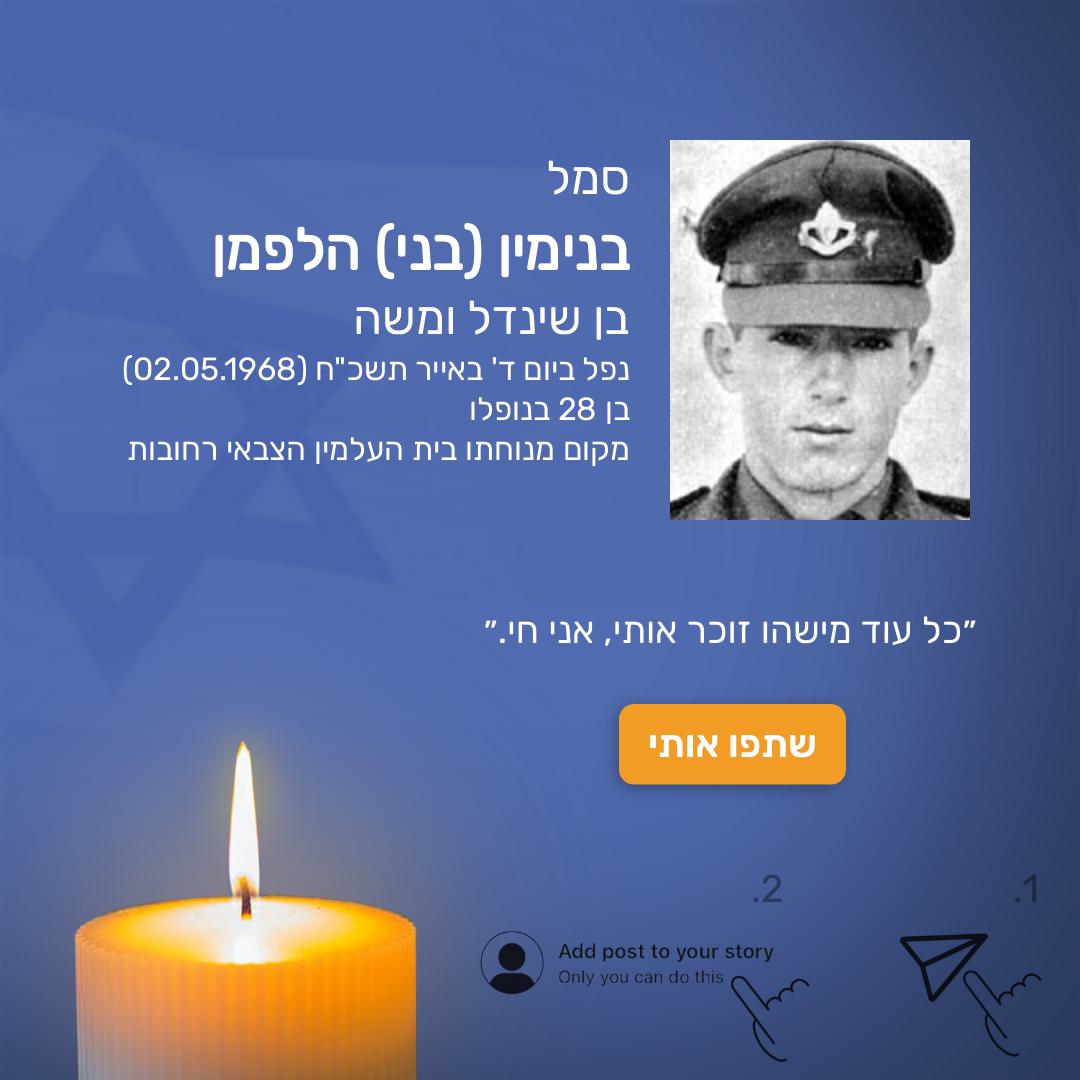 סמל
בנימין (בני) הלפמן
בן שינדל ומשה
נפל ביום ד' באייר תשכ"ח (02.05.1968)
בן 28 בנופלו
מקום מנוחתו בית העלמין הצבאי רחובות
״כל עוד מישהו זוכר אותי, אני חי.״
שתפו אותי
1.
2.
Add post to your story
Only you can do this